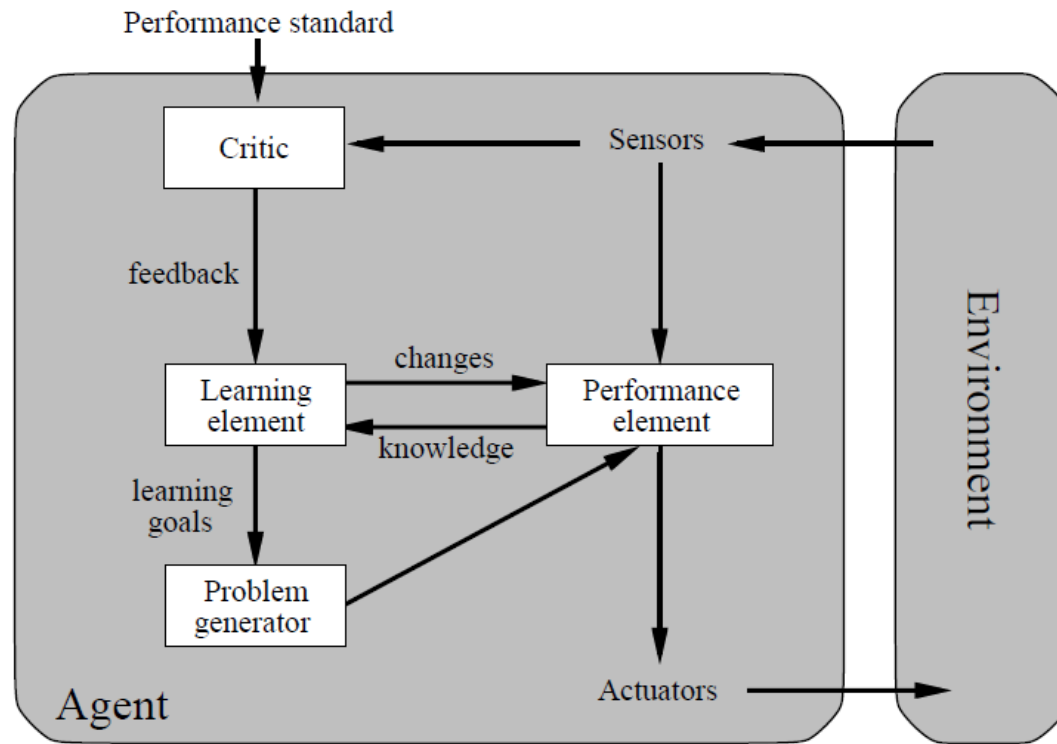 Performance standard
Critic
Sensors
feedback
changes
Learning
element
Performance
element
knowledge
learning
goals
Problem
generator
Actuators
Agent
Environment